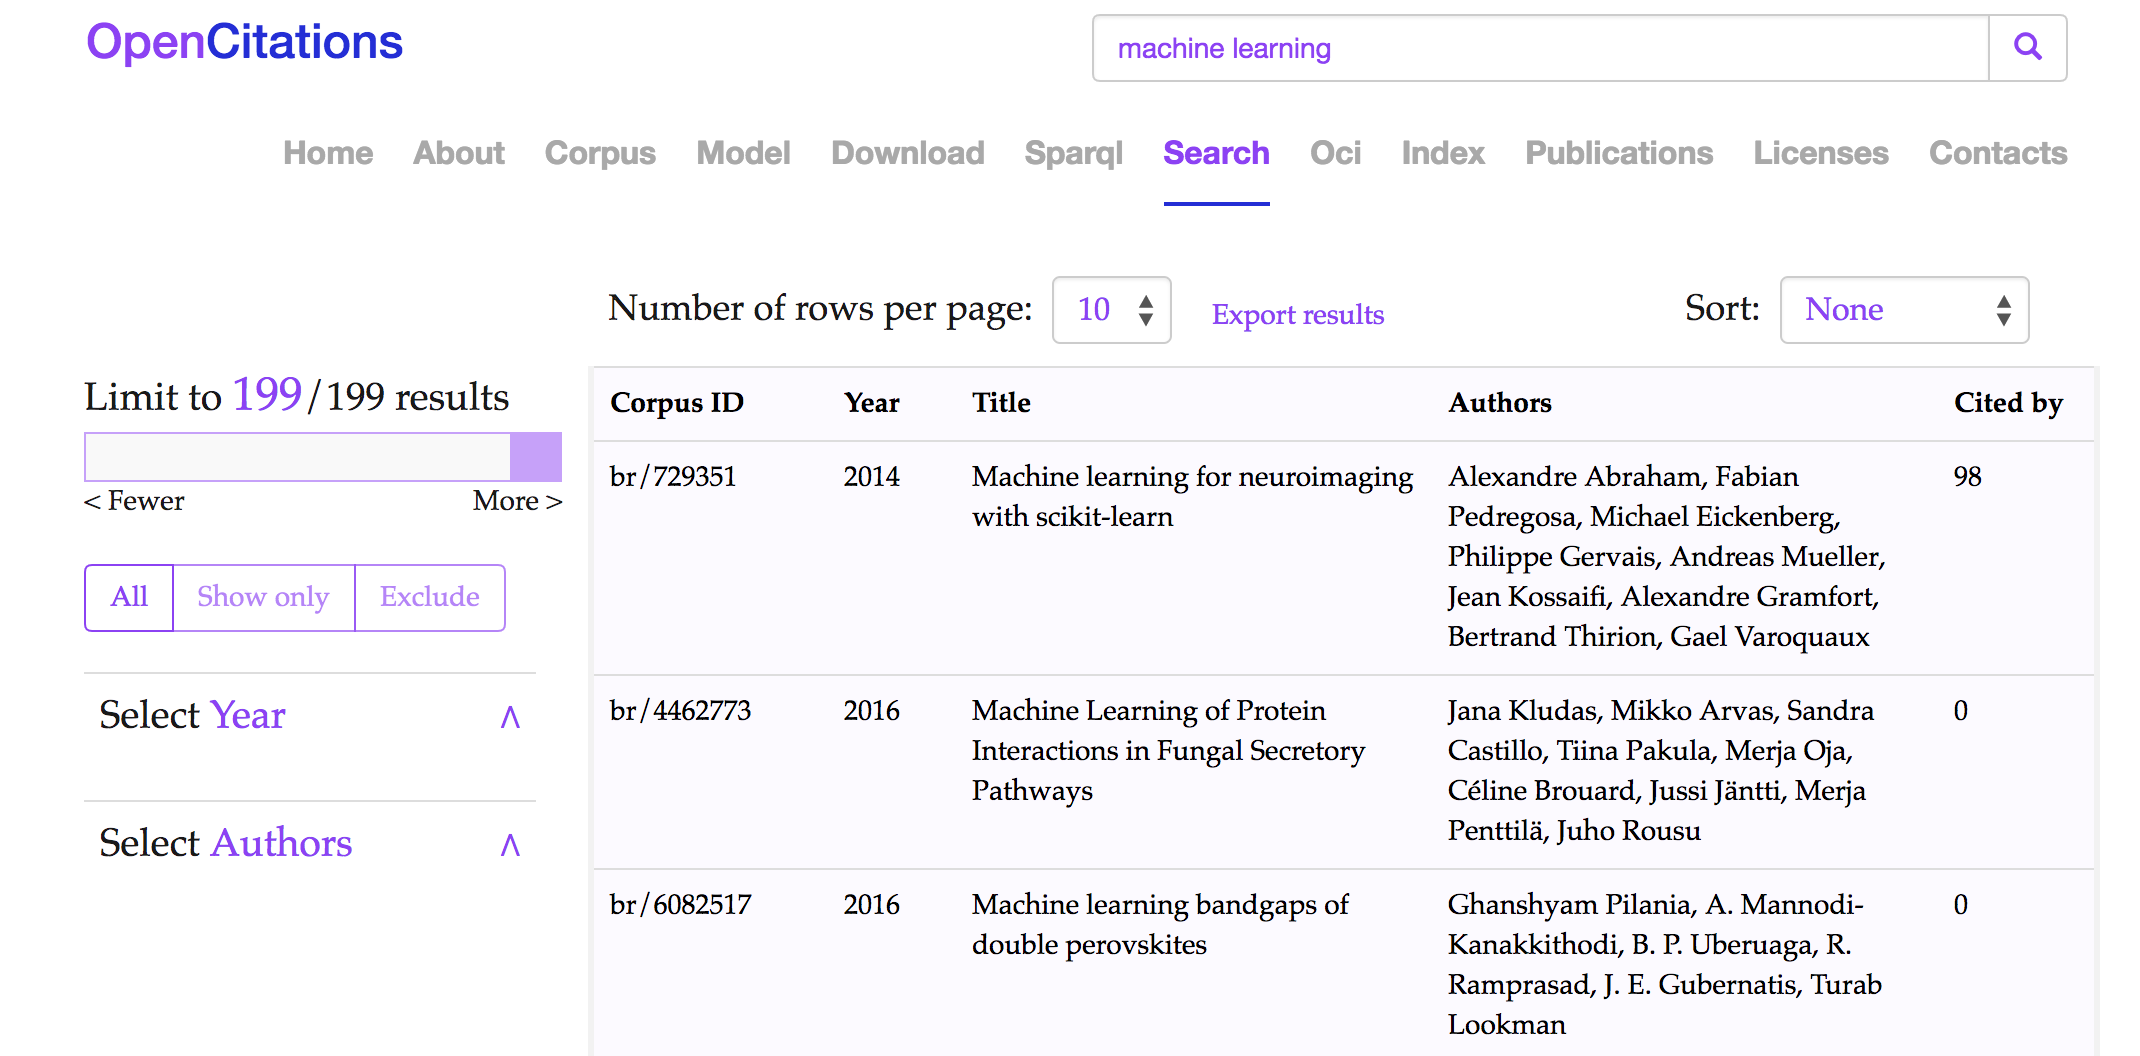 OpenCitations
machine learning
Home About Corpus Model Download Sparql Search Oci Index Publications Licenses Contacts
Number of rows per page: 10 Export results Sort: None
Limit to 199/199 results
< Fewer More >
All Show only Exclude
Select Year
Select Authors
Corpus ID Year Title Authors Cited by
br/729351 2014 Machine learning for neuroimaging Alexandre Abraham, Fabian 98
with scikit-learn Pedregosa, Michael Eickenberg,
Philippe Gervais, Andreas Mueller,
Jean Kossaifi, Alexandre Gramfort,
Bertrand Thirion, Gael Varoquaux
br/4462773 2016 Machine Learning of Protein Jana Kludas, Mikko Arvas, Sandra 0
Interactions in Fungal Secretory Castillo, Tiina Pakula, Merja Oja,
Pathways Céline Brouard, Jussi Jäntti, Merja
Penttilä, Juho Rousu
br/6082517 2016 Machine learning bandgaps of Ghanshyam Pilania, A. Mannodi- 0
double perovskites Kanakkithodi, B. P. Uberuaga, R.
Ramprasad, J. E. Gubernatis, Turab
Lookman